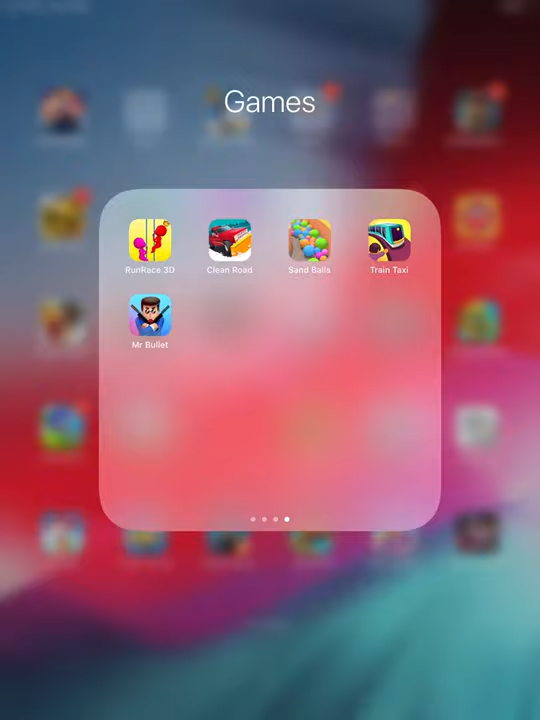 Games
RunRace 3D
Clean Road
Sand Balls
Train Taxi
Mr Bullet